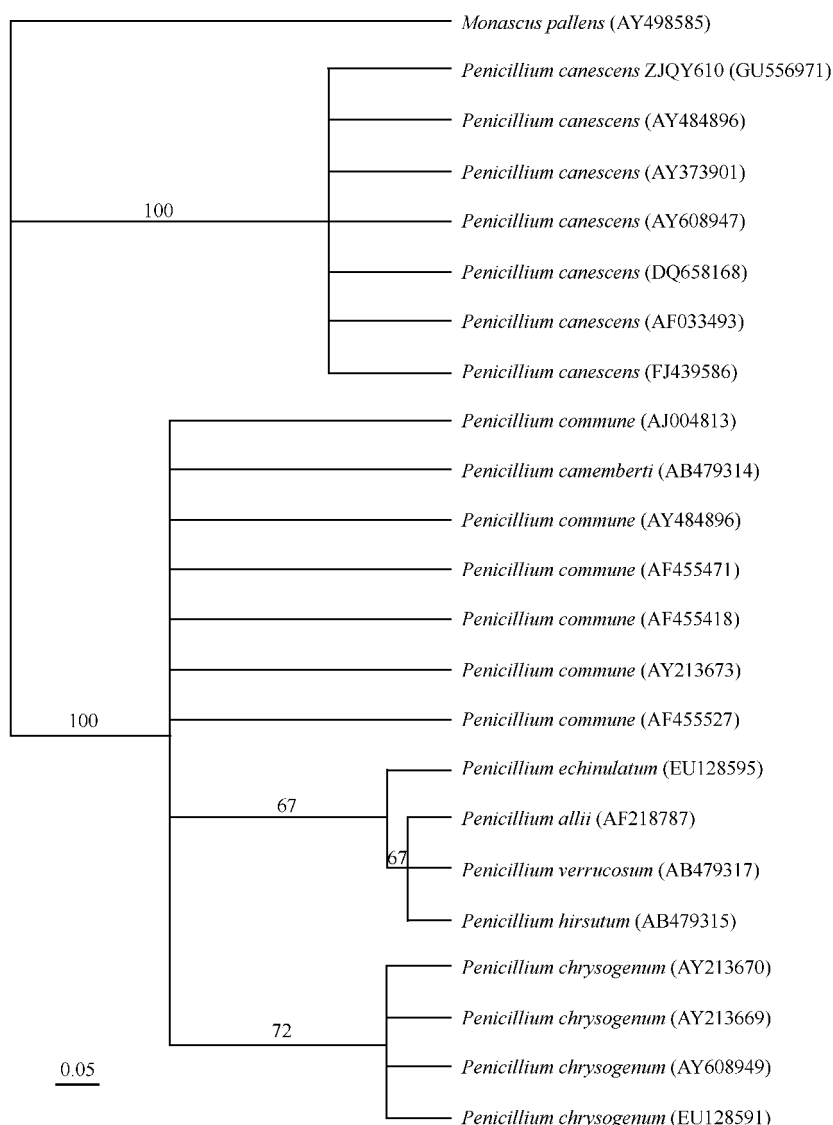 Monascus pallens (AY498585)
Penicillium canescens ZJQY610 (GU556971)
Penicillium canescens (AY484896)
Penicillium canescens (AY373901)
100
Penicillium canescens (AY608947)
Penicillium canescens (DQ658168)
Penicillium canescens (AF033493)
Penicillium canescens (FJ439586)
Penicillium commune (AJ004813)
Penicillium camemberti (AB479314)
Penicillium commune (AY484896)
Penicillium commune (AF455471)
Penicillium commune (AF455418)
Penicillium commune (AY213673)
100
Penicillium commune (AF455527)
Penicillium echinulatum (EU128595)
67
Penicillium allii (AF218787)
67
Penicillium verrucosum (AB479317)
Penicillium hirsutum (AB479315)
Penicillium chrysogenum (AY213670)
Penicillium chrysogenum (AY213669)
72
0.05
Penicillium chrysogenum (AY608949)
Penicillium chrysogenum (EU128591)